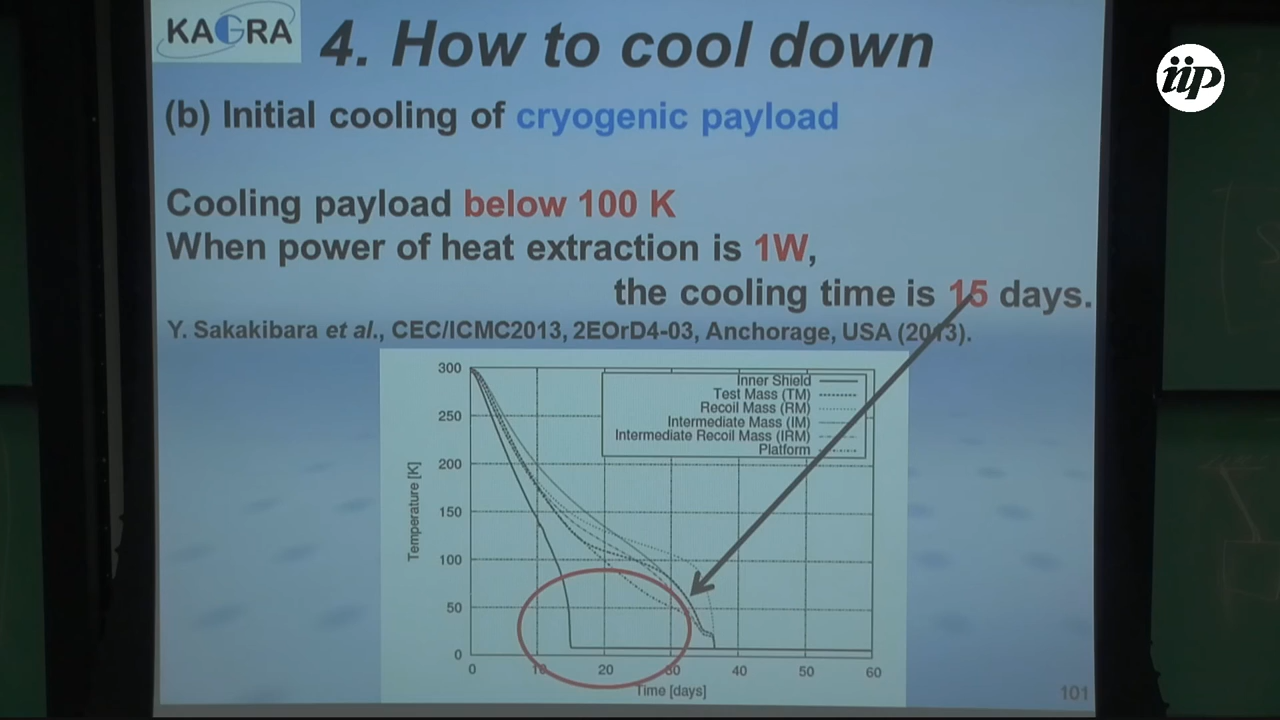 KAGRA
4. How to cool down
iip
(b) Initial cooling of cryogenic payload
Cooling payload below 100 K
When power of heat extraction is 1W,
the cooling time is 15 days.
Y. Sakakibara et al., CEC/ICMC2013, 2EOrD4-03, Anchorage, USA (2013).
300
250
200
150
100
50
0
Temperature [K]
Inner Shield
Test Mass (TM)
Recoil Mass (RM)
Intermediate Mass (IM)
Intermediate Recoil Mass (IRM)
Platform
0 10 20 30 40 50 60
Time [days]
101